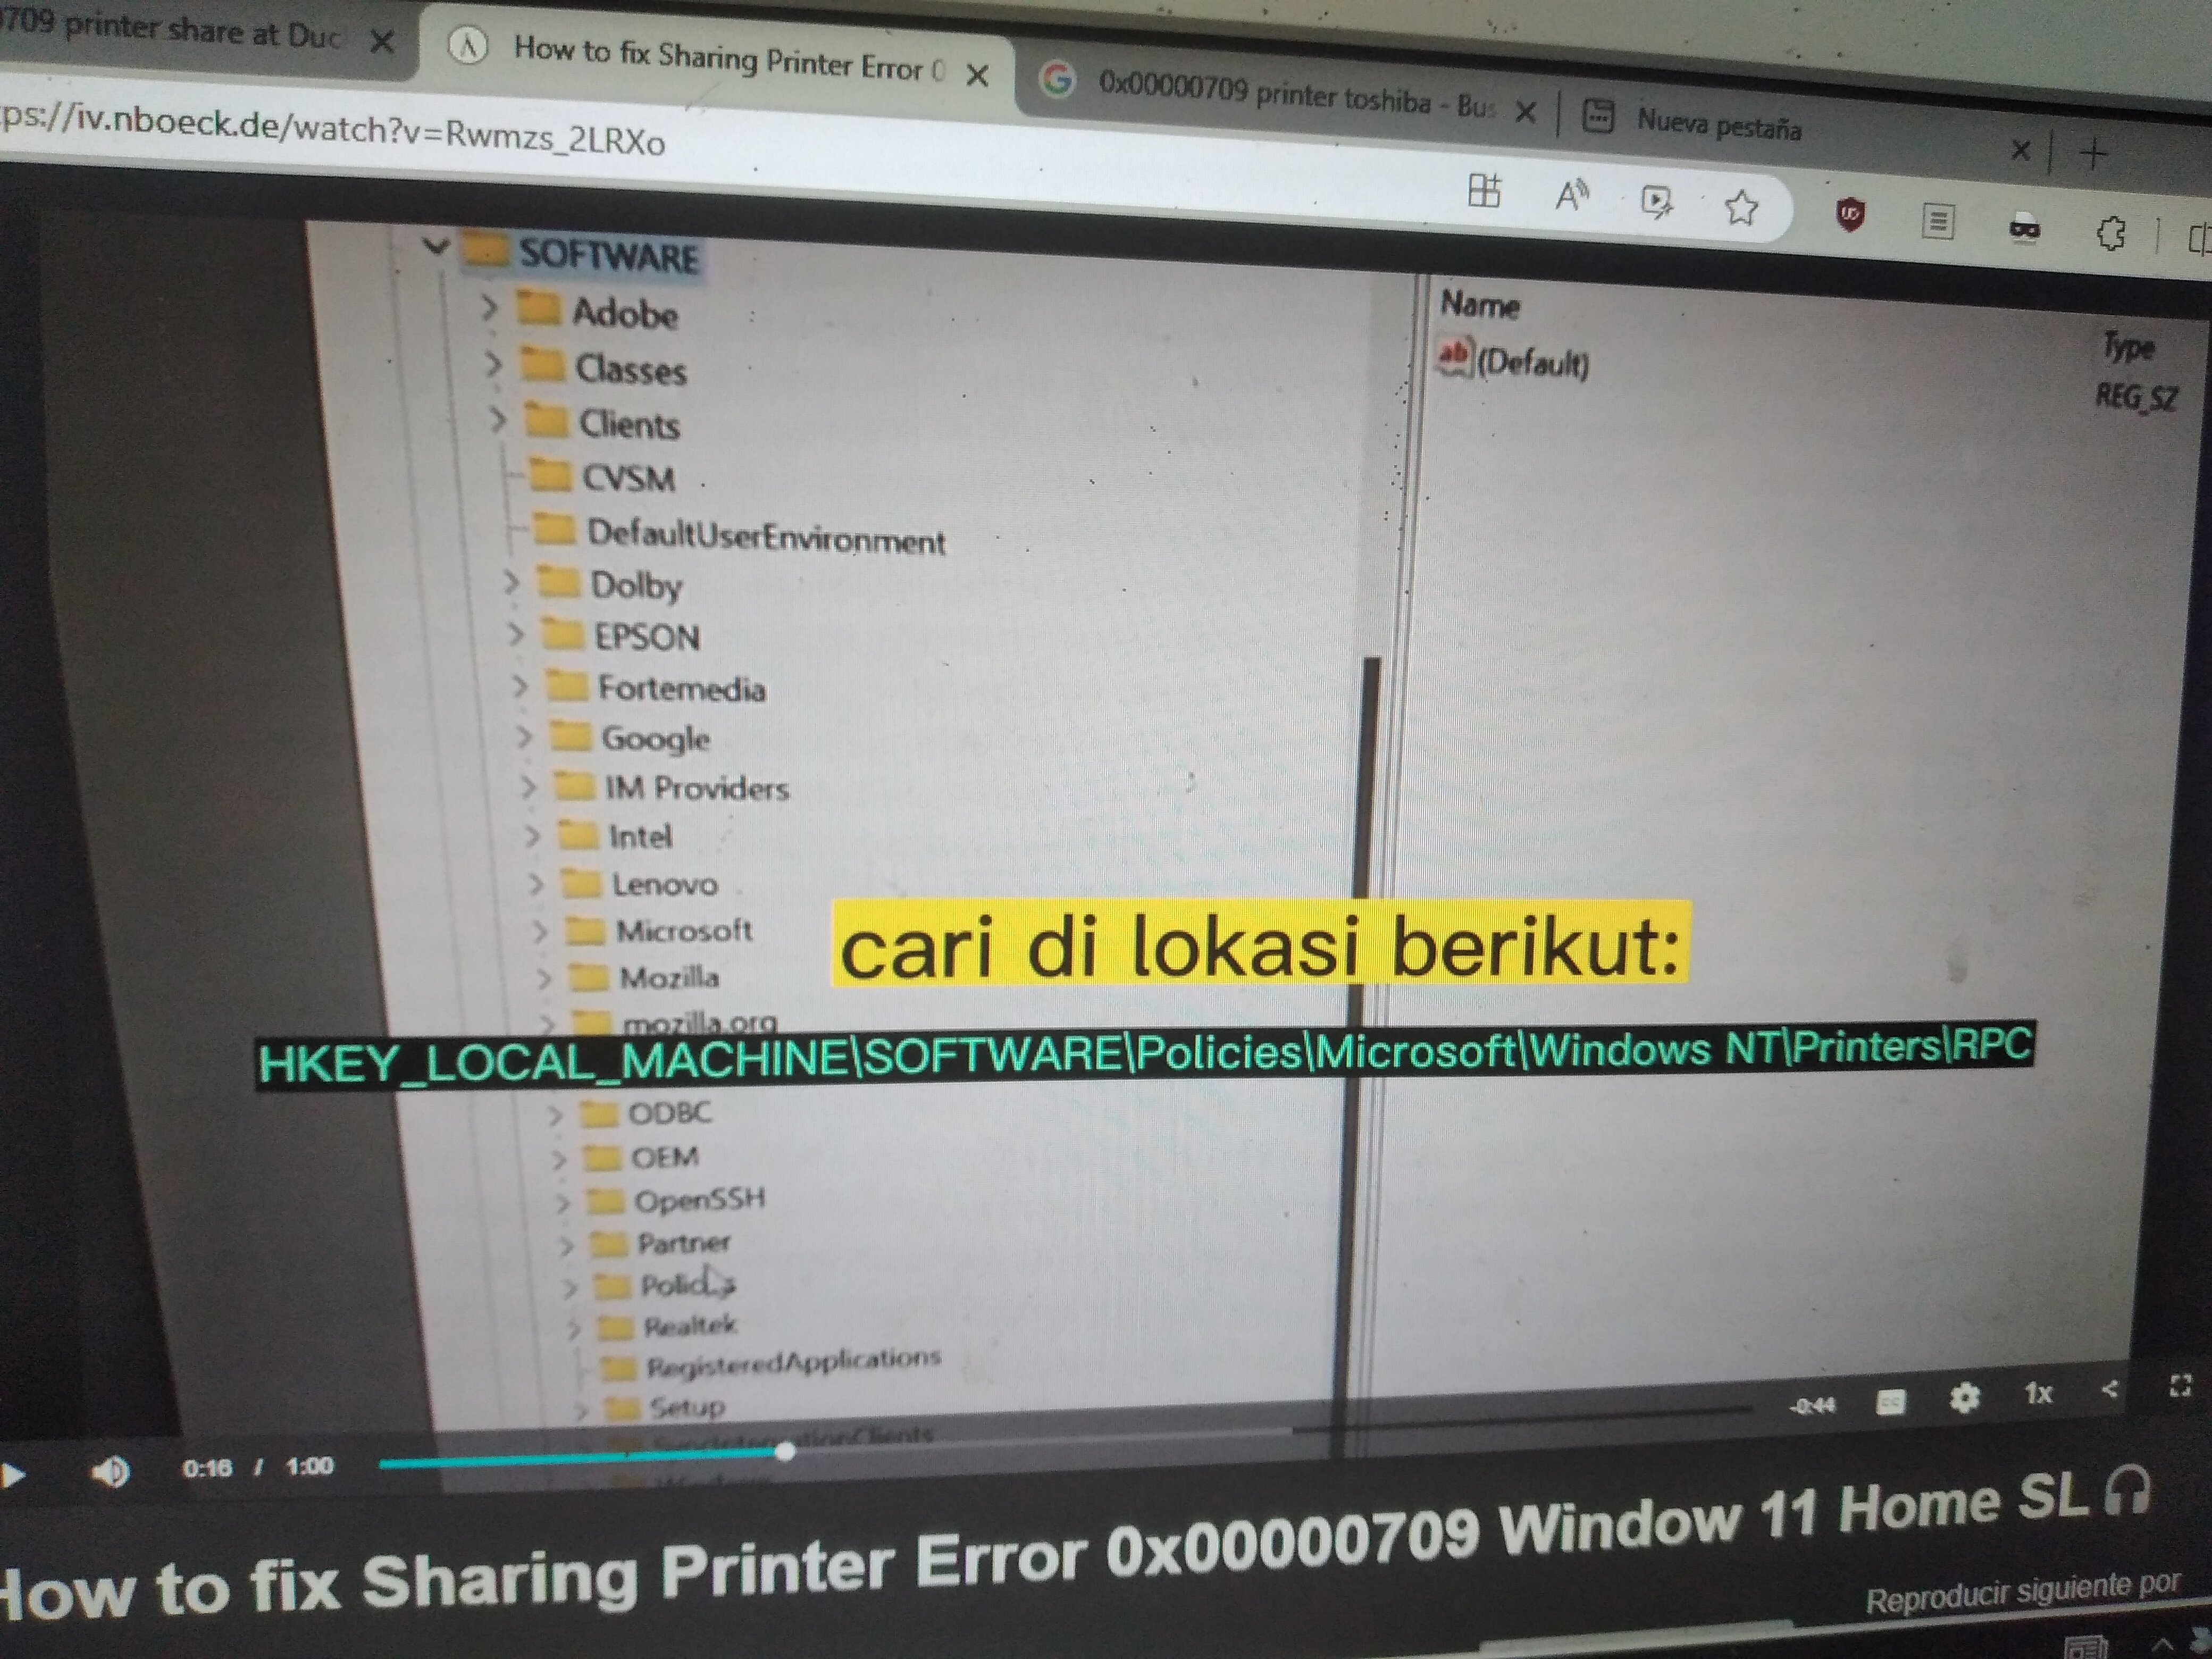 709 printer share at Duc
How to fix Sharing Printer Error 0
0x00000709 printer toshiba - Bus
Nueva pestaña
ps://iv.nboeck.de/watch?v=Rwmzs_2LRXo
SOFTWARE
Adobe
Classes
Clients
CVSM
DefaultUserEnvironment
Dolby
EPSON
Fortemedia
Google
IM Providers
Intel
Lenovo
Microsoft
Mozilla
mozilla.org
Name
Type
(Default)
REG_SZ
cari di lokasi berikut:
HKEY_LOCAL_MACHINE\SOFTWARE\Policies\Microsoft\Windows NT\Printers\RPC
ODBC
OEM
OpenSSH
Partner
Policies
Realtek
RegisteredApplications
Setup
0:16 / 1:00
-0:44
1x
How to fix Sharing Printer Error 0x00000709 Window 11 Home SL
Reproducir siguiente por